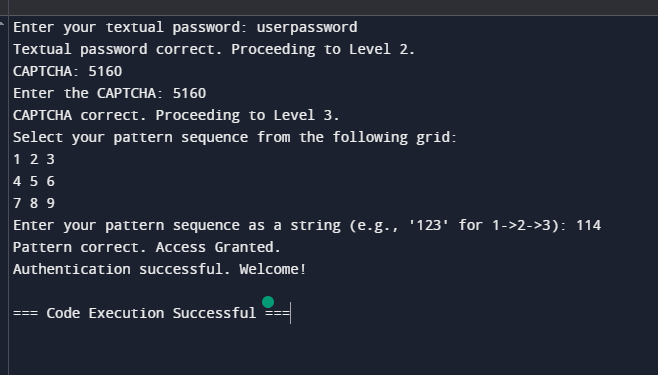 Enter your textual password: userpassword
Textual password correct. Proceeding to Level 2.
CAPTCHA: 5160
Enter the CAPTCHA: 5160
CAPTCHA correct. Proceeding to Level 3.
Select your pattern sequence from the following grid:
1 2 3
4 5 6
7 8 9
Enter your pattern sequence as a string (e.g., '123' for 1->2->3): 114
Pattern correct. Access Granted.
Authentication successful. Welcome!
=== Code Execution Successful ===